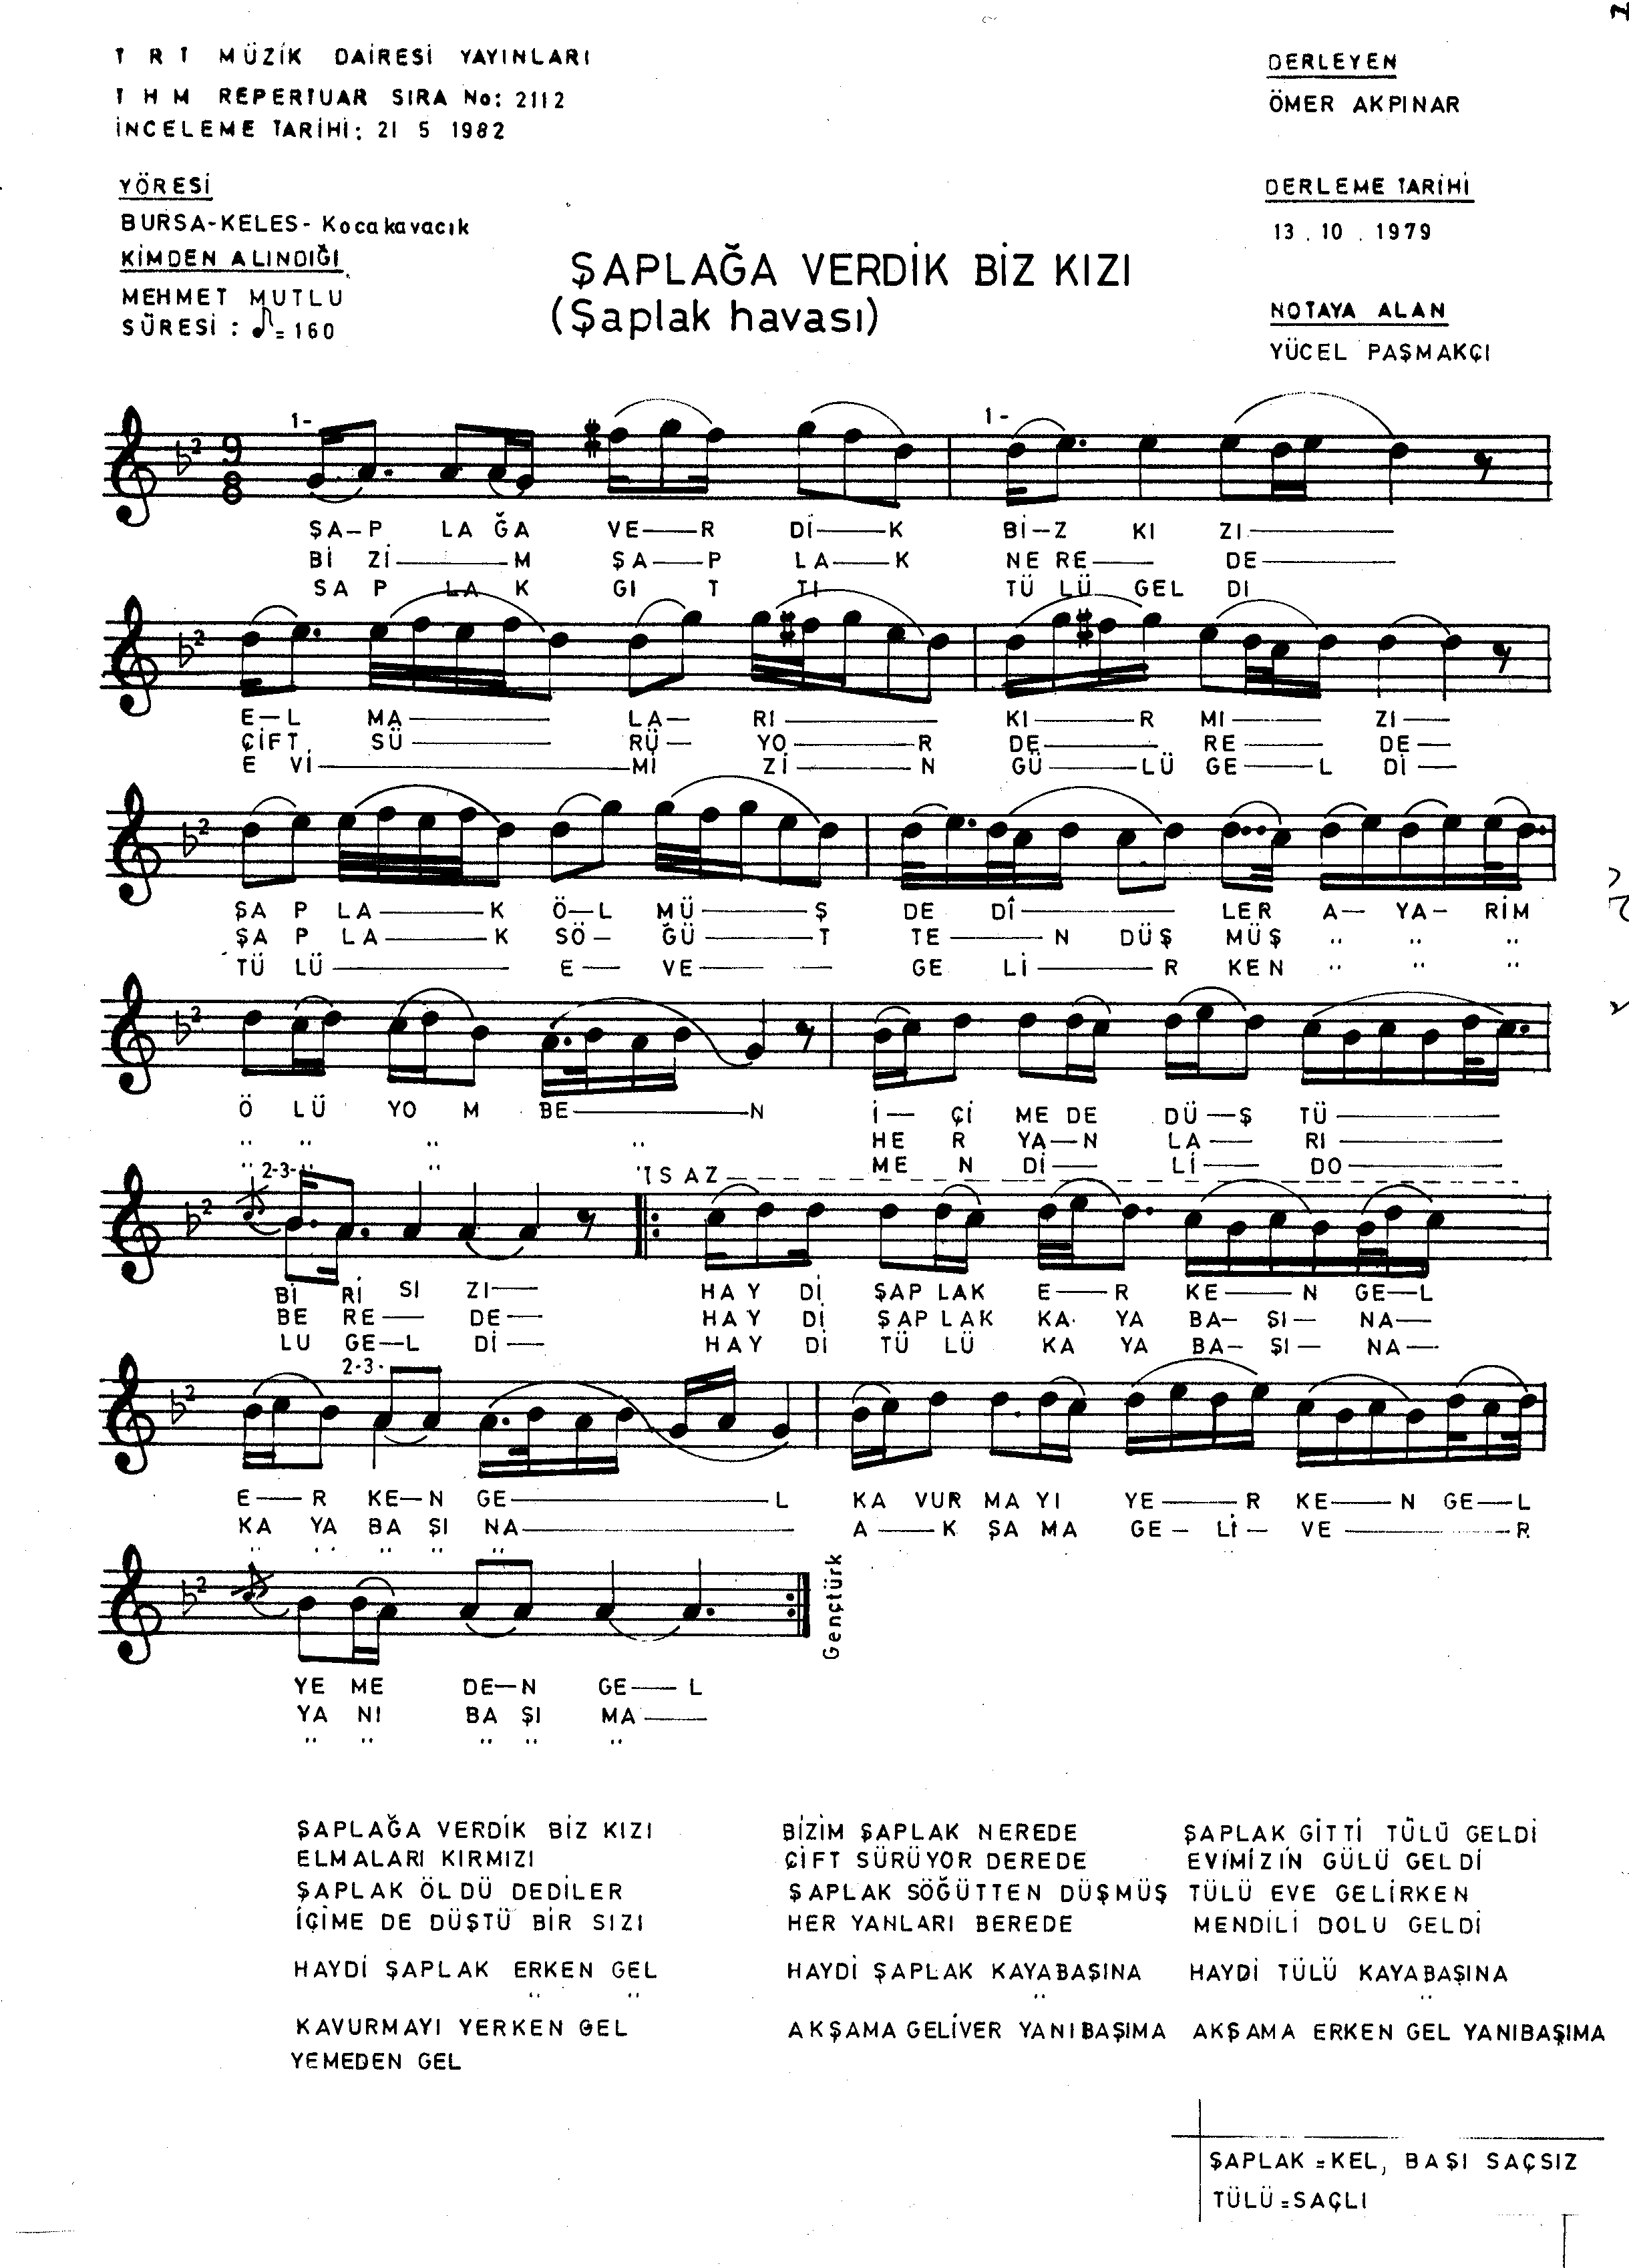 T R T MÜZİK DAİRESİ YAYINLARI
T H M REPERTUAR SIRA No: 2112
İNCELEME TARİHİ: 21 5 1982
DERLEYEN
ÖMER AKPINAR
YÖRESİ
BURSA-KELES- Kocakavacık
KİMDEN ALINDIĞI
MEHMET MUTLU
SÜRESİ : ♪= 160
DERLEME TARİHİ
13 . 10 . 1979
NOTAYA ALAN
YÜCEL PAŞMAKÇI
ŞAPLAĞA VERDİK BİZ KIZI
(Şaplak havası)
1- 1-
9
8
ŞA–P LA ĞA VE—R Dİ—K Bİ–Z KI ZI—
Bİ Zİ—M ŞA—P LA—K NE RE— DE—
SA P LA K GI T TI TÜ LÜ GEL DI
E–L MA— LA– RI— KI—R MI— ZI—
ÇİFT SÜ— RÜ— YO—R DE— RE— DE—
E Vİ—Mİ Zİ—N GÜ—LÜ GE—L Dİ—
ŞA P LA—K Ö–L MÜ—Ş DE Dİ— LER A— YA– RİM
ŞA P LA—K SÖ– ĞÜ—T TE—N DÜŞ MÜŞ .. .. ..
TÜ LÜ— E— VE— GE Lİ—R KEN .. .. ..
Ö LÜ YO M BE—N İ— Çİ ME DE DÜ–Ş TÜ—
.. .. .. .. HE R YA–N LA— RI—
.. .. .. ME N Dİ— Lİ— DO—
2-3- SAZ
Bİ Rİ SI ZI— HAY Dİ ŞAP LAK E—R KE—N GE–L
BE RE— DE— HAY Dİ ŞAP LAK KA YA BA– ŞI— NA—
LU GE–L Dİ— HAY Dİ TÜ LÜ KA YA BA– ŞI— NA—
2-3-
E—R KE–N GE—L KA VUR MA YI YE—R KE—N GE—L
KA YA BA ŞI NA— A—K ŞA MA GE– Lİ– VE—R
.. .. .. .. ..
Gençtürk
YE ME DE–N GE—L
YA NI BA ŞI MA—
.. .. .. .. ..
ŞAPLAĞA VERDİK BİZ KIZI
ELMALARI KIRMIZI
ŞAPLAK ÖLDÜ DEDİLER
İÇİME DE DÜŞTÜ BİR SIZI
HAYDİ ŞAPLAK ERKEN GEL
.. ..
KAVURMAYI YERKEN GEL
YEMEDEN GEL
BİZİM ŞAPLAK NEREDE
ÇİFT SÜRÜYOR DEREDE
ŞAPLAK SÖĞÜTTEN DÜŞMÜŞ
HER YANLARI BEREDE
HAYDİ ŞAPLAK KAYABAŞINA
..
AKŞAMA GELİVER YANIBAŞIMA
ŞAPLAK GİTTİ TÜLÜ GELDİ
EVİMİZİN GÜLÜ GELDİ
TÜLÜ EVE GELİRKEN
MENDİLİ DOLU GELDİ
HAYDİ TÜLÜ KAYABAŞINA
..
AKŞAMA ERKEN GEL YANIBAŞIMA
ŞAPLAK = KEL, BAŞI SAÇSIZ
TÜLÜ = SAÇLI